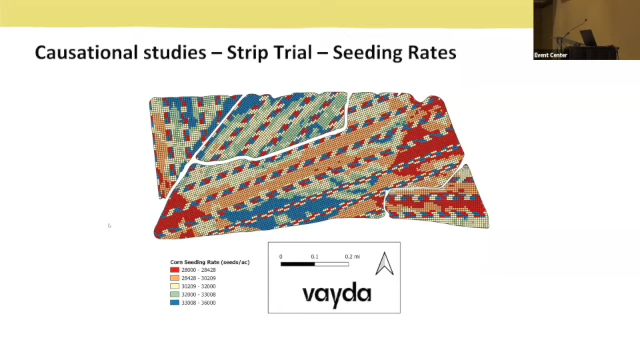 Causational studies – Strip Trial – Seeding Rates
Event Center
Corn Seeding Rate (seeds/ac)
28000 - 28428
28428 - 30209
30209 - 32000
32000 - 33008
33008 - 36000
0 0.1 0.2 mi
vayda